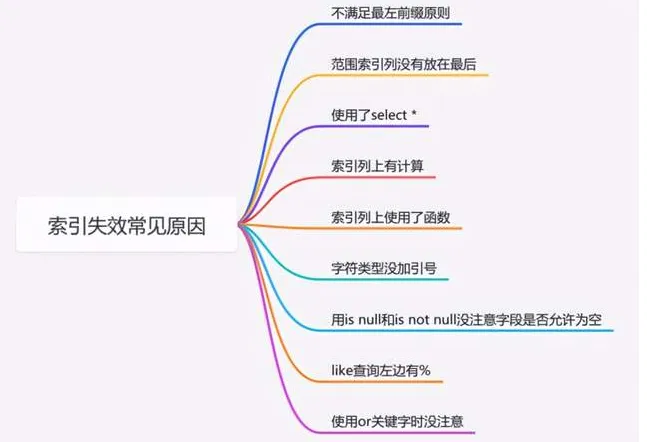 不满足最左前缀原则
范围索引列没有放在最后
使用了select *
索引列上有计算
索引失效常见原因
索引列上使用了函数
字符类型没加引号
用is null和is not null没注意字段是否允许为空
like查询左边有%
使用or关键字时没注意